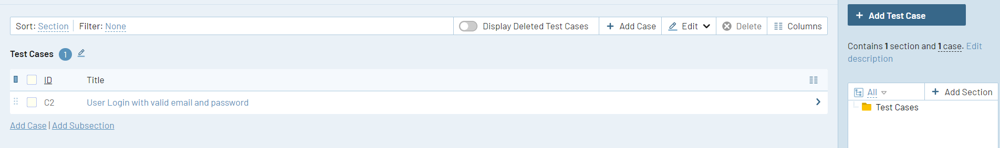 Sort: Section Filter: None Display Deleted Test Cases + Add Case Edit Delete Columns
Test Cases 1
ID Title
C2 User Login with valid email and password
Add Case | Add Subsection
+ Add Test Case
Contains 1 section and 1 case. Edit
description
All + Add Section
Test Cases